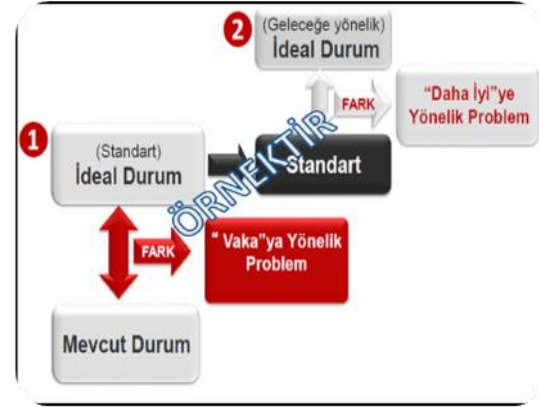 2
(Geleceğe yönelik)
İdeal Durum
FARK
"Daha İyi"ye
Yönelik Problem
1
(Standart)
İdeal Durum
Standart
ÖRNEKTİR
FARK
" Vaka"ya Yönelik
Problem
Mevcut Durum